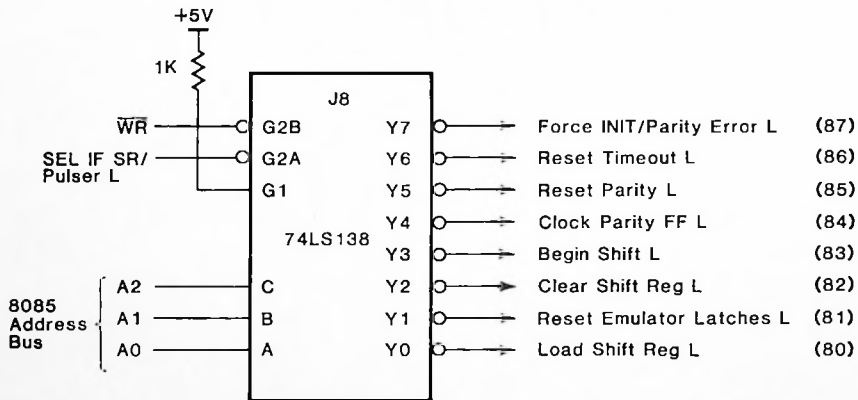 +5V
1K
J8
WR G2B Y7 Force INIT/Parity Error L (87)
SEL IF SR/ G2A Y6 Reset Timeout L (86)
Pulser L
G1 Y5 Reset Parity L (85)
Y4 Clock Parity FF L (84)
74LS138
Y3 Begin Shift L (83)
A2 C Y2 Clear Shift Reg L (82)
8085
Address
Bus
A1 B Y1 Reset Emulator Latches L (81)
A0 A Y0 Load Shift Reg L (80)